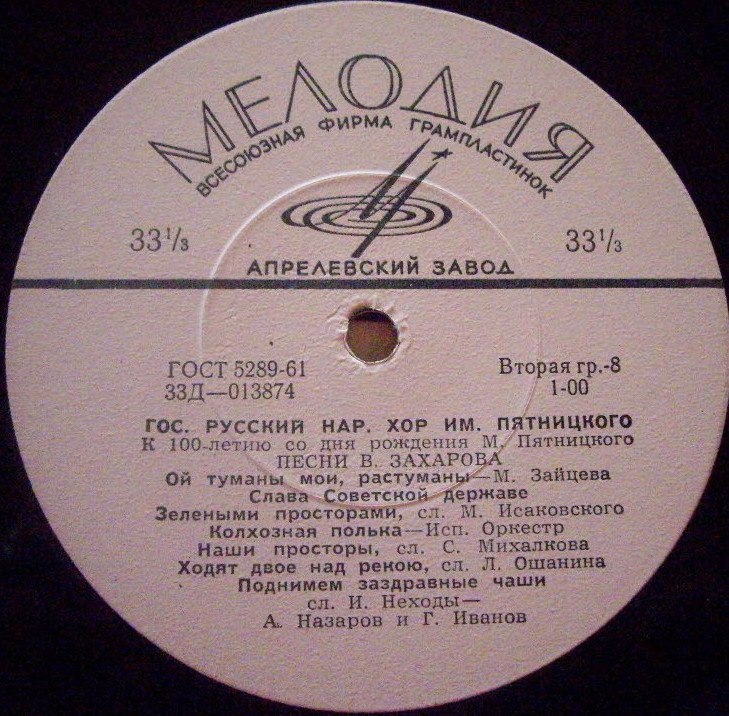 МЕЛОДИЯ
ВСЕСОЮЗНАЯ ФИРМА ГРАМПЛАСТИНОК
33⅓ 33⅓
АПРЕЛЕВСКИЙ ЗАВОД
ГОСТ 5289-61 Вторая гр.-8
33Д—013874 1-00
ГОС. РУССКИЙ НАР. ХОР ИМ. ПЯТНИЦКОГО
К 100-летию со дня рождения М. Пятницкого
ПЕСНИ В. ЗАХАРОВА
Ой туманы мои, растуманы—М. Зайцева
Слава Советской державе
Зелеными просторами, сл. М. Исаковского
Колхозная полька—Исп. Оркестр
Наши просторы, сл. С. Михалкова
Ходят двое над рекою, сл. Л. Ошанина
Поднимем заздравные чаши
сл. И. Неходы—
А. Назаров и Г. Иванов